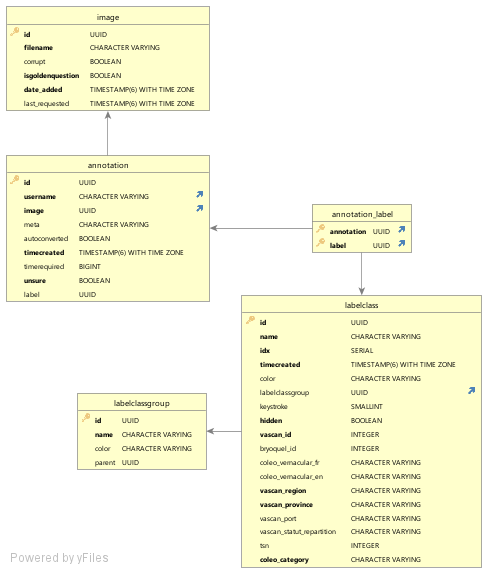 image
id UUID
filename CHARACTER VARYING
corrupt BOOLEAN
isgoldenquestion BOOLEAN
date_added TIMESTAMP(6) WITH TIME ZONE
last_requested TIMESTAMP(6) WITH TIME ZONE
annotation
id UUID
username CHARACTER VARYING
image UUID
meta CHARACTER VARYING
autoconverted BOOLEAN
timecreated TIMESTAMP(6) WITH TIME ZONE
timerequired BIGINT
unsure BOOLEAN
label UUID
annotation_label
annotation UUID
label UUID
labelclass
id UUID
name CHARACTER VARYING
idx SERIAL
timecreated TIMESTAMP(6) WITH TIME ZONE
color CHARACTER VARYING
labelclassgroup UUID
keystroke SMALLINT
hidden BOOLEAN
vascan_id INTEGER
bryoquel_id INTEGER
coleo_vernacular_fr CHARACTER VARYING
coleo_vernacular_en CHARACTER VARYING
vascan_region CHARACTER VARYING
vascan_province CHARACTER VARYING
vascan_port CHARACTER VARYING
vascan_statut_repartition CHARACTER VARYING
tsn INTEGER
coleo_category CHARACTER VARYING
labelclassgroup
id UUID
name CHARACTER VARYING
color CHARACTER VARYING
parent UUID
Powered by yFiles